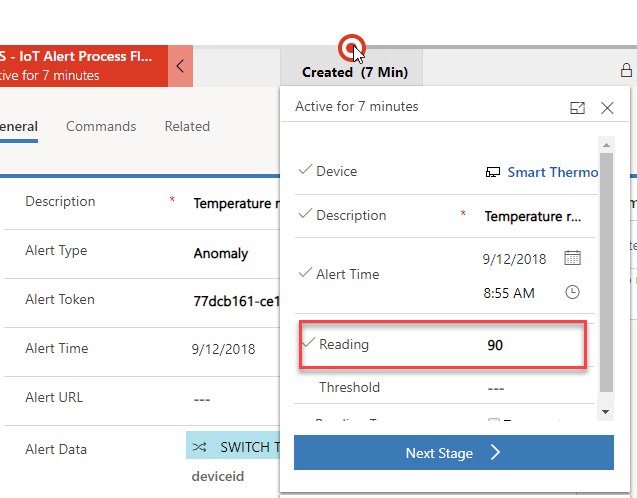 S - IoT Alert Process Fl...
ctive for 7 minutes
Created (7 Min)
Active for 7 minutes
eneral
Commands
Related
Description * Temperature r
Alert Type Anomaly
Alert Token 77dcb161-ce1
Alert Time 9/12/2018
Alert URL ---
Alert Data SWITCH T
deviceid
Device Smart Thermo
Description * Temperature r...
Alert Time 9/12/2018
8:55 AM
Reading 90
Threshold ---
Next Stage